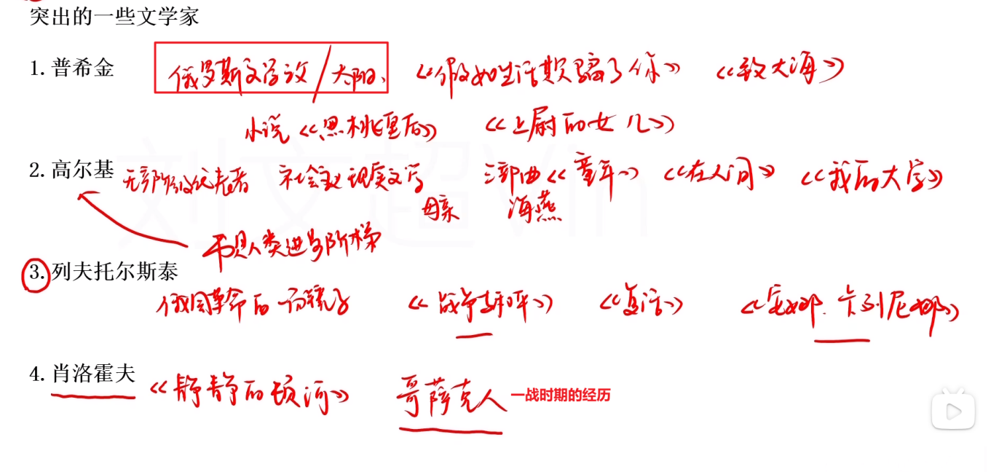 突出的一些文学家
1. 普希金 俄罗斯文学之父/太阳、 《假如生活欺骗了你》 《致大海》
小说《黑桃皇后》 《上尉的女儿》
2. 高尔基 无产阶级 社会主义现实文学 三部曲《童年》 《在人间》 《我的大学》
母亲 海燕
书是人类进步阶梯
3. 列夫托尔斯泰
俄国革命的一面镜子 《战争与和平》 《复活》 《安娜·卡列尼娜》
4. 肖洛霍夫 《静静的顿河》 哥萨克人 一战时期的经历